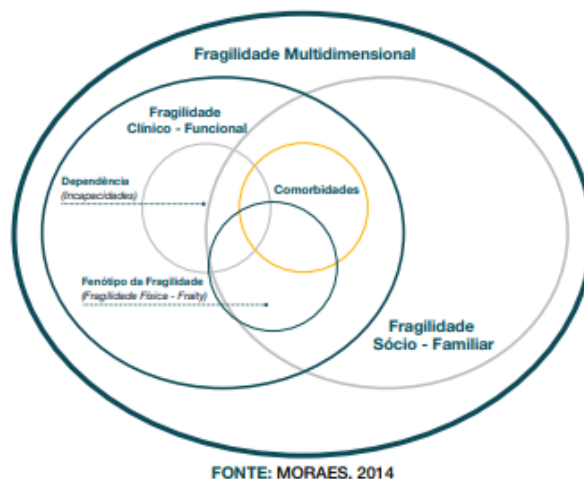 Fragilidade Multidimensional
Fragilidade
Clínico - Funcional
Dependência
(Incapacidades)
Comorbidades
Fenótipo da Fragilidade
(Fragilidade Física - Fraity)
Fragilidade
Sócio - Familiar
FONTE: MORAES, 2014